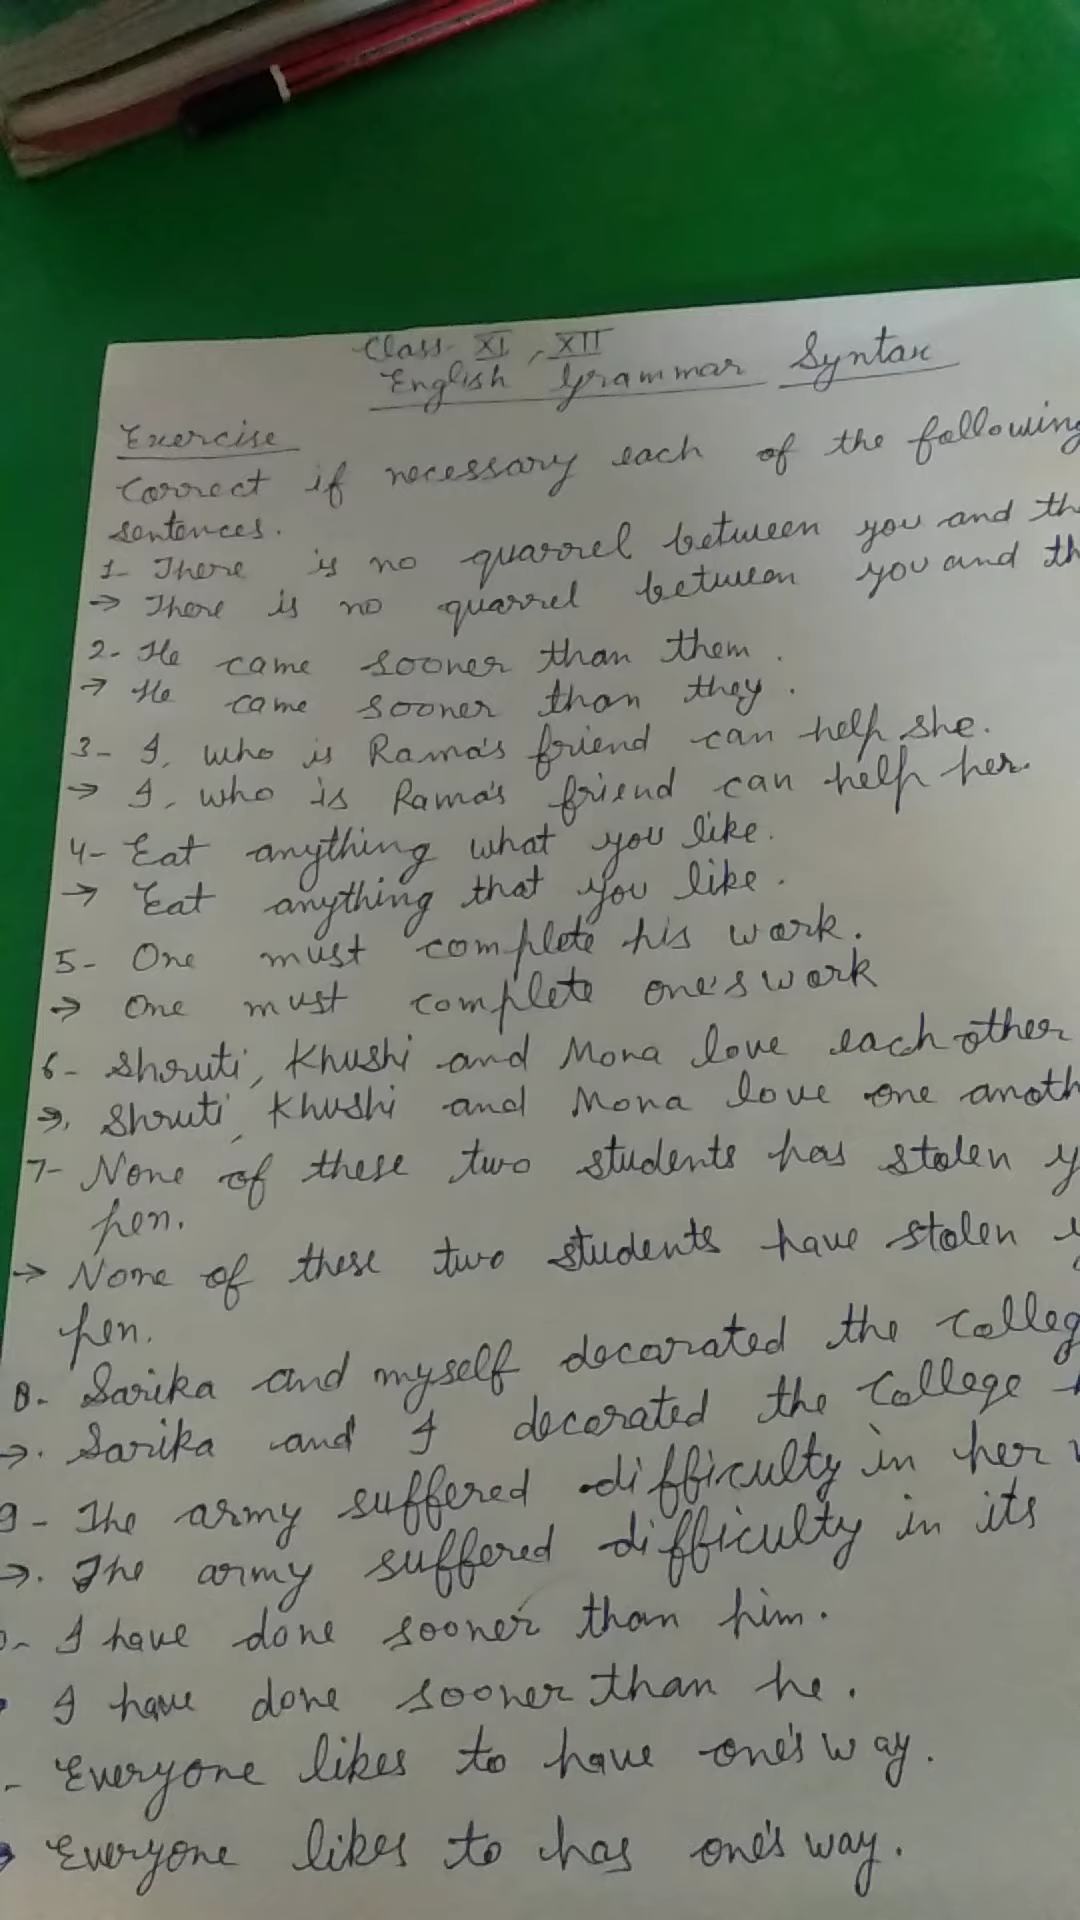 Class XI, XII
English Grammar Syntax
Exercise
Correct if necessary each of the following
sentences.
1- There is no quarrel between you and
→ There is no quarrel between you and
2- He came sooner than them.
→ He came sooner than they.
3- I, who is Rama's friend can help she.
→ I, who is Rama's friend can help her.
4- Eat anything what you like.
→ Eat anything that you like.
5- One must complete his work.
→ One must complete one's work
6- Shruti, Khushi and Mona love each other
→. Shruti, Khushi and Mona love one
7- None of these two students has stolen
pen.
→ None of these two students have stolen
pen.
8- Sarika and myself decorated the
→. Sarika and I decorated the College
9- The army suffered difficulty in her
→. The army suffered difficulty in its
- I have done sooner than him.
I have done sooner than he.
- Everyone likes to have one's way.
Everyone likes to has one's way.